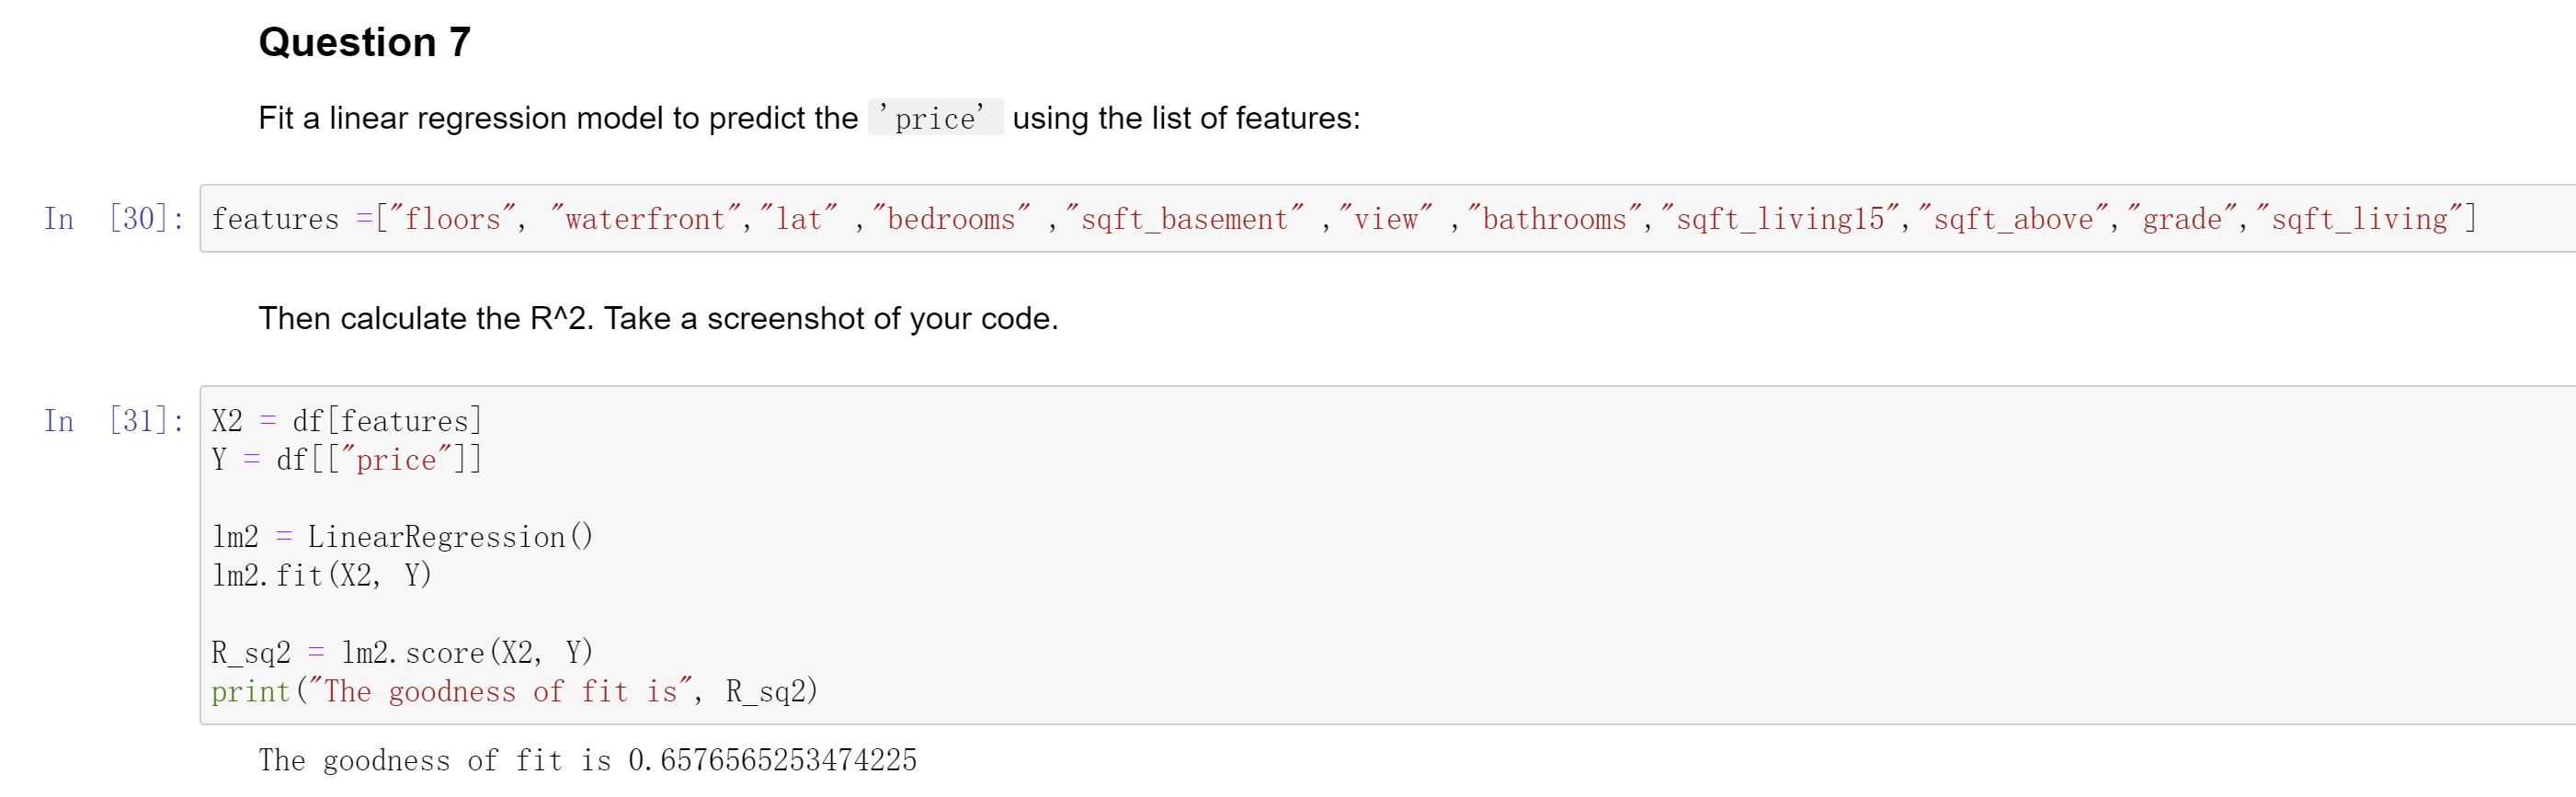 Question 7
Fit a linear regression model to predict the 'price' using the list of features:
In [30]: features =["floors", "waterfront","lat" ,"bedrooms" ,"sqft_basement" ,"view" ,"bathrooms","sqft_living15","sqft_above","grade","sqft_living"]
Then calculate the R^2. Take a screenshot of your code.
In [31]: X2 = df[features]
Y = df[["price"]]
lm2 = LinearRegression()
lm2.fit(X2, Y)
R_sq2 = lm2.score(X2, Y)
print("The goodness of fit is", R_sq2)
The goodness of fit is 0.6576565253474225